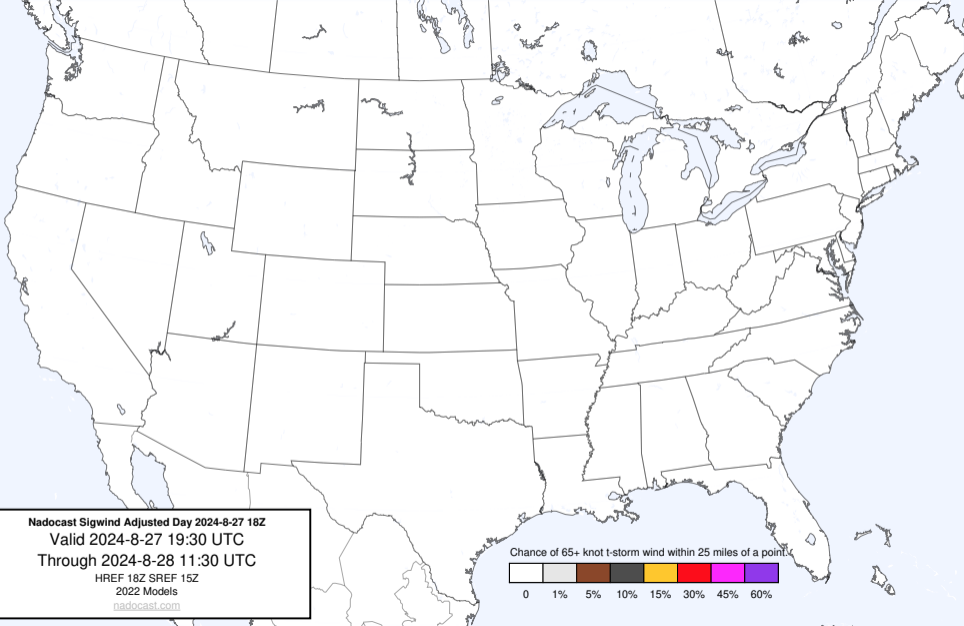 Nadocast Sigwind Adjusted Day 2024-8-27 18Z
Valid 2024-8-27 19:30 UTC
Through 2024-8-28 11:30 UTC
HREF 18Z SREF 15Z
2022 Models
nadocast.com
Chance of 65+ knot t-storm wind within 25 miles of a point.
0 1% 5% 10% 15% 30% 45% 60%